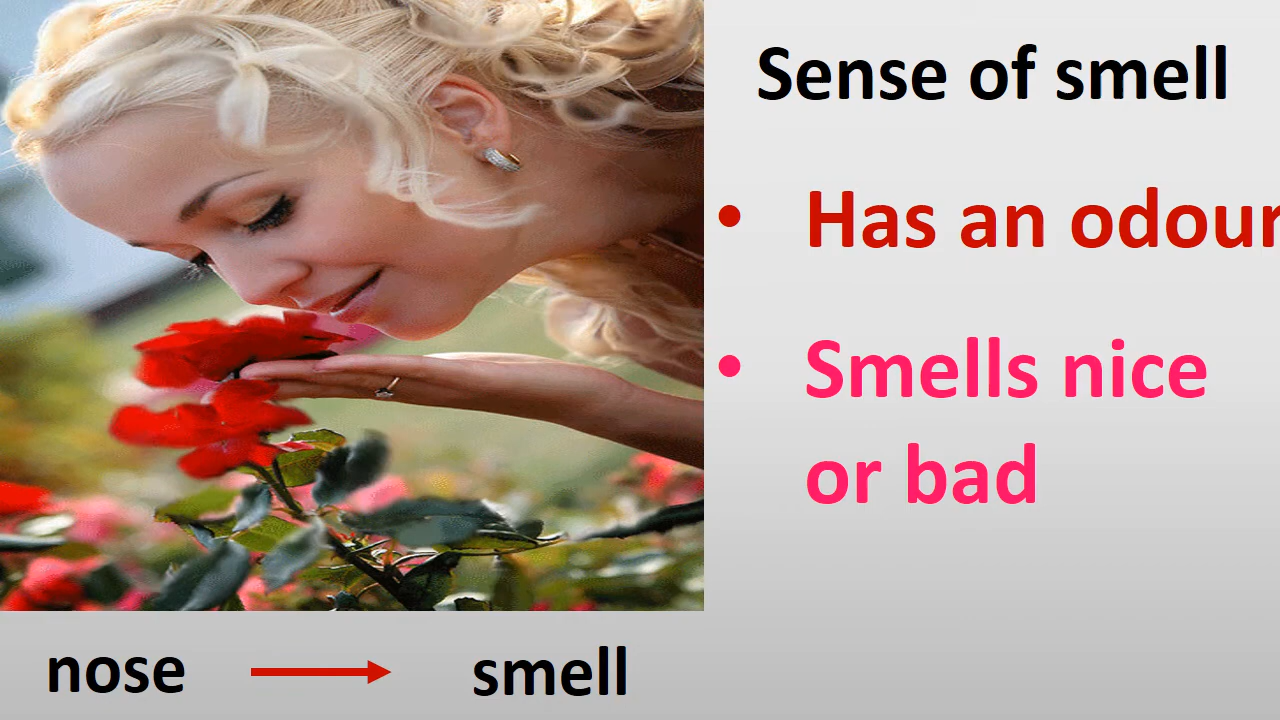 Sense of smell
• Has an odour
• Smells nice
or bad
nose smell